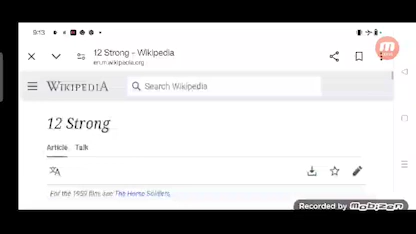 9:13
12 Strong - Wikipedia
en.m.wikipedia.org
WIKIPEDIA
Search Wikipedia
12 Strong
Article Talk
For the 1959 film, see The Horse Soldiers.
Recorded by Mobizen